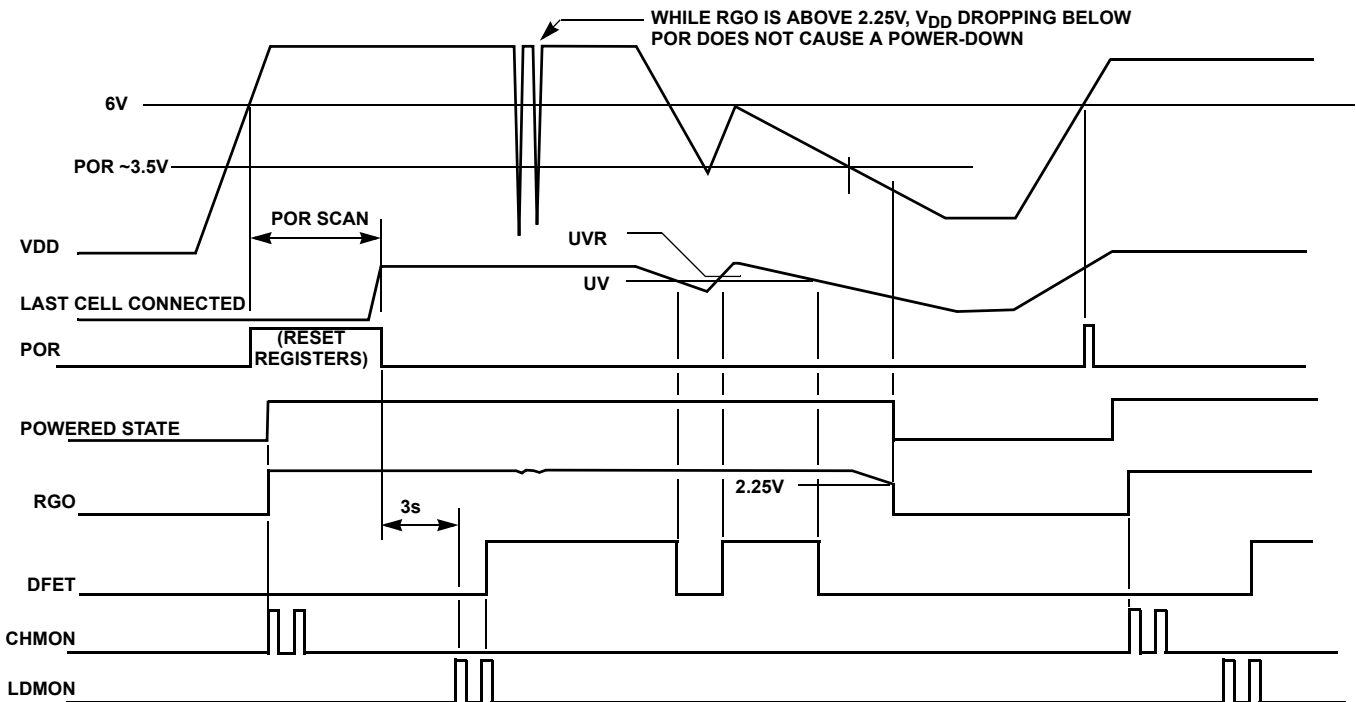 WHILE RGO IS ABOVE 2.25V, VDD DROPPING BELOW
POR DOES NOT CAUSE A POWER-DOWN
6V
POR ~3.5V
POR SCAN
VDD
UVR
UV
LAST CELL CONNECTED
(RESET
REGISTERS)
POR
POWERED STATE
2.25V
RGO
3s
DFET
CHMON
LDMON